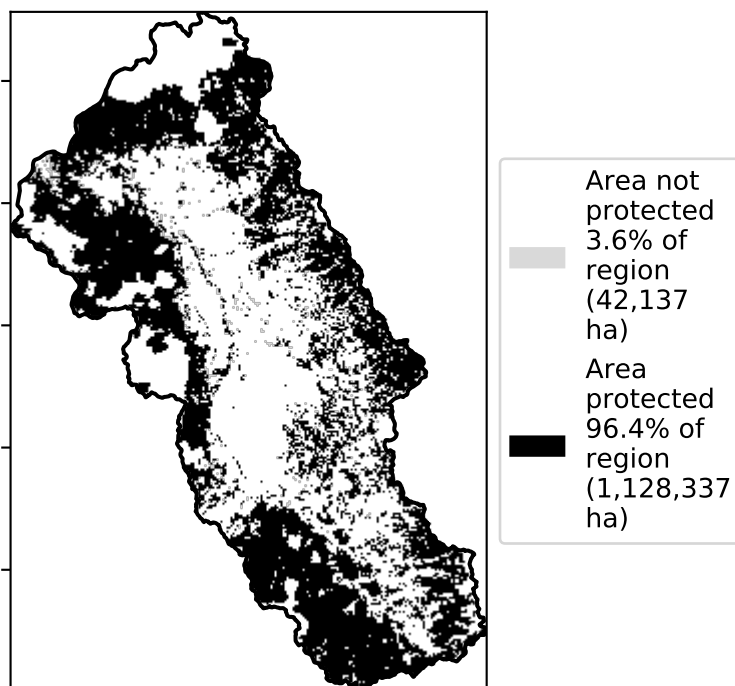 Area not
protected
3.6% of
region
(42,137
ha)
Area
protected
96.4% of
region
(1,128,337
ha)